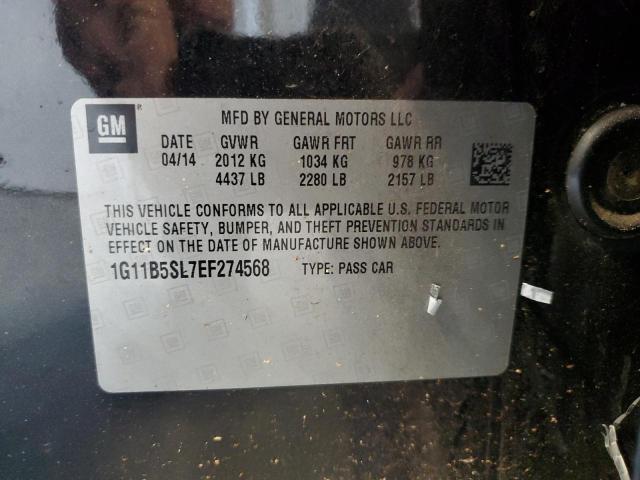 GM
MFD BY GENERAL MOTORS LLC
DATE GVWR GAWR FRT GAWR RR
04/14 2012 KG 1034 KG 978 KG
4437 LB 2280 LB 2157 LB
THIS VEHICLE CONFORMS TO ALL APPLICABLE U.S. FEDERAL MOTOR
VEHICLE SAFETY, BUMPER, AND THEFT PREVENTION STANDARDS IN
EFFECT ON THE DATE OF MANUFACTURE SHOWN ABOVE.
1G11B5SL7EF274568 TYPE: PASS CAR